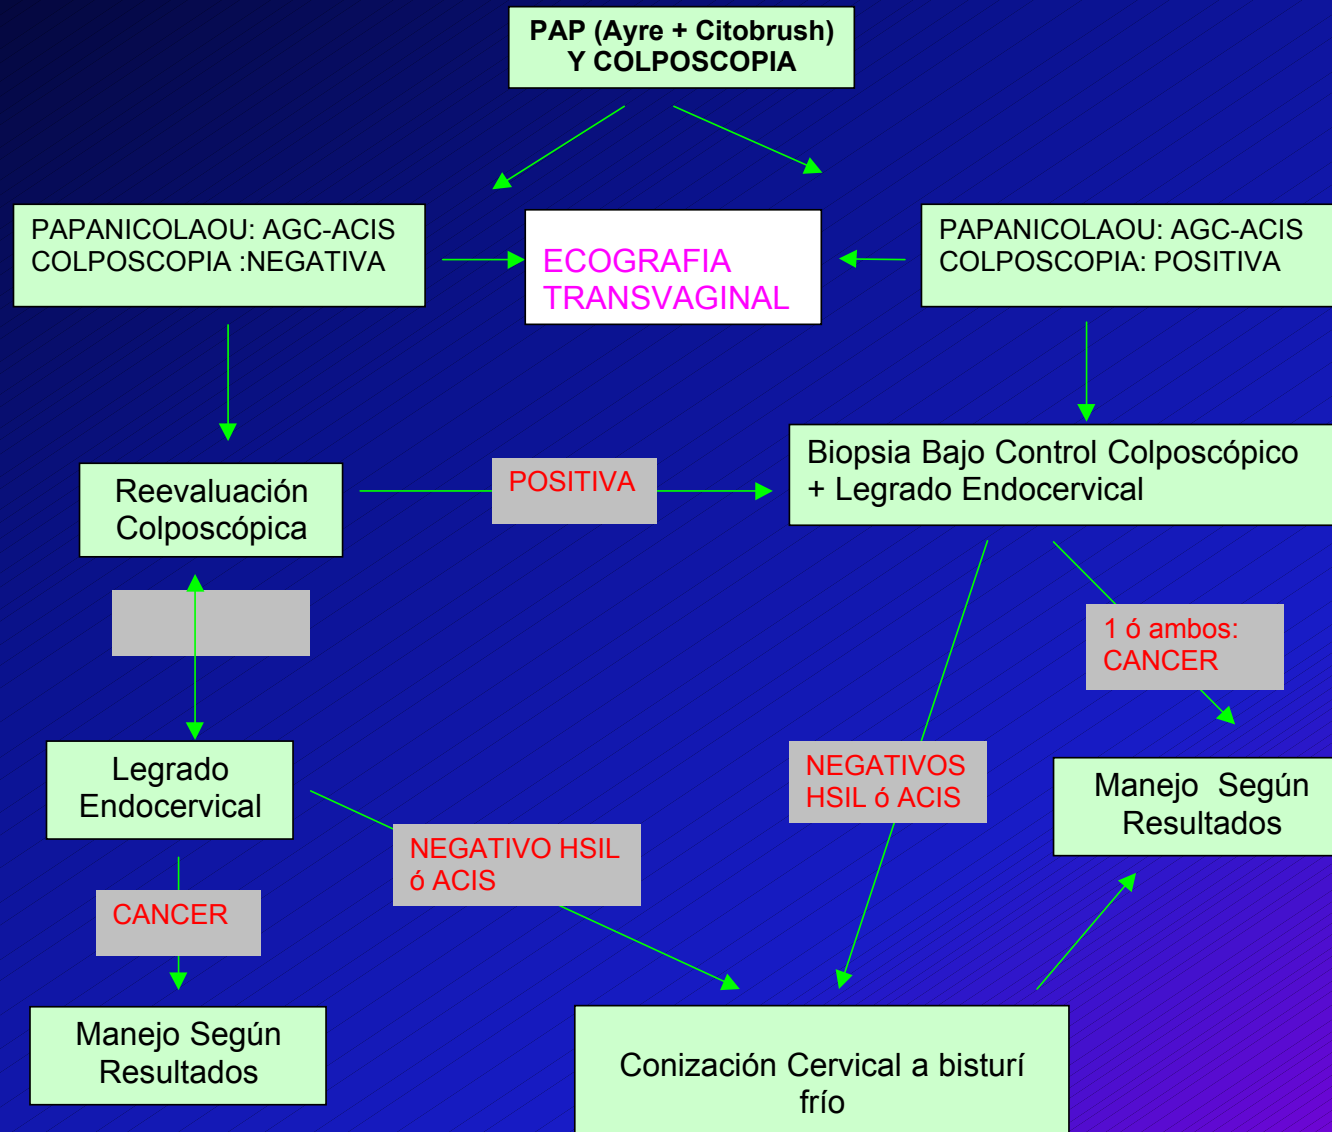 PAP (Ayre + Citobrush)
Y COLPOSCOPIA
PAPANICOLAOU: AGC-ACIS
COLPOSCOPIA :NEGATIVA
ECOGRAFIA
TRANSVAGINAL
PAPANICOLAOU: AGC-ACIS
COLPOSCOPIA: POSITIVA
Reevaluación
Colposcópica
POSITIVA
Biopsia Bajo Control Colposcópico
+ Legrado Endocervical
1 ó ambos:
CANCER
Legrado
Endocervical
NEGATIVO HSIL
ó ACIS
NEGATIVOS
HSIL ó ACIS
Manejo Según
Resultados
CANCER
Manejo Según
Resultados
Conización Cervical a bisturí
frío